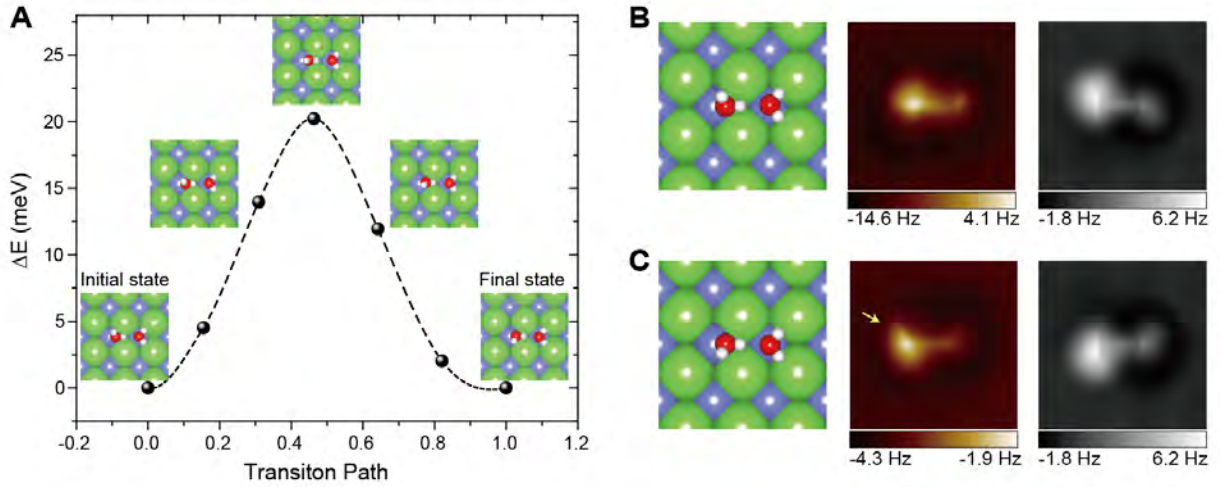 A
ΔE (meV)
25
20
15
10
5
0
Initial state
Final state
-0.2 0.0 0.2 0.4 0.6 0.8 1.0 1.2
Transiton Path
B
-14.6 Hz 4.1 Hz
-1.8 Hz 6.2 Hz
C
-4.3 Hz -1.9 Hz
-1.8 Hz 6.2 Hz